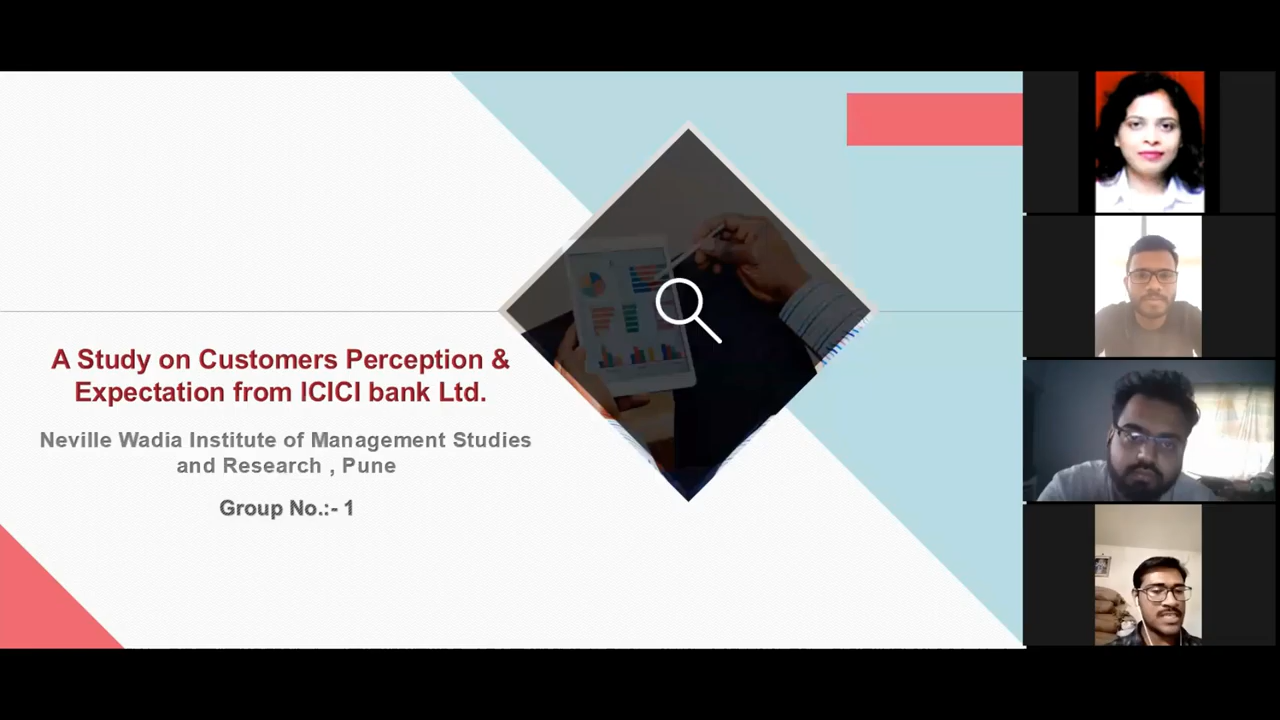 A Study on Customers Perception &
Expectation from ICICI bank Ltd.
Neville Wadia Institute of Management Studies
and Research , Pune
Group No.:- 1